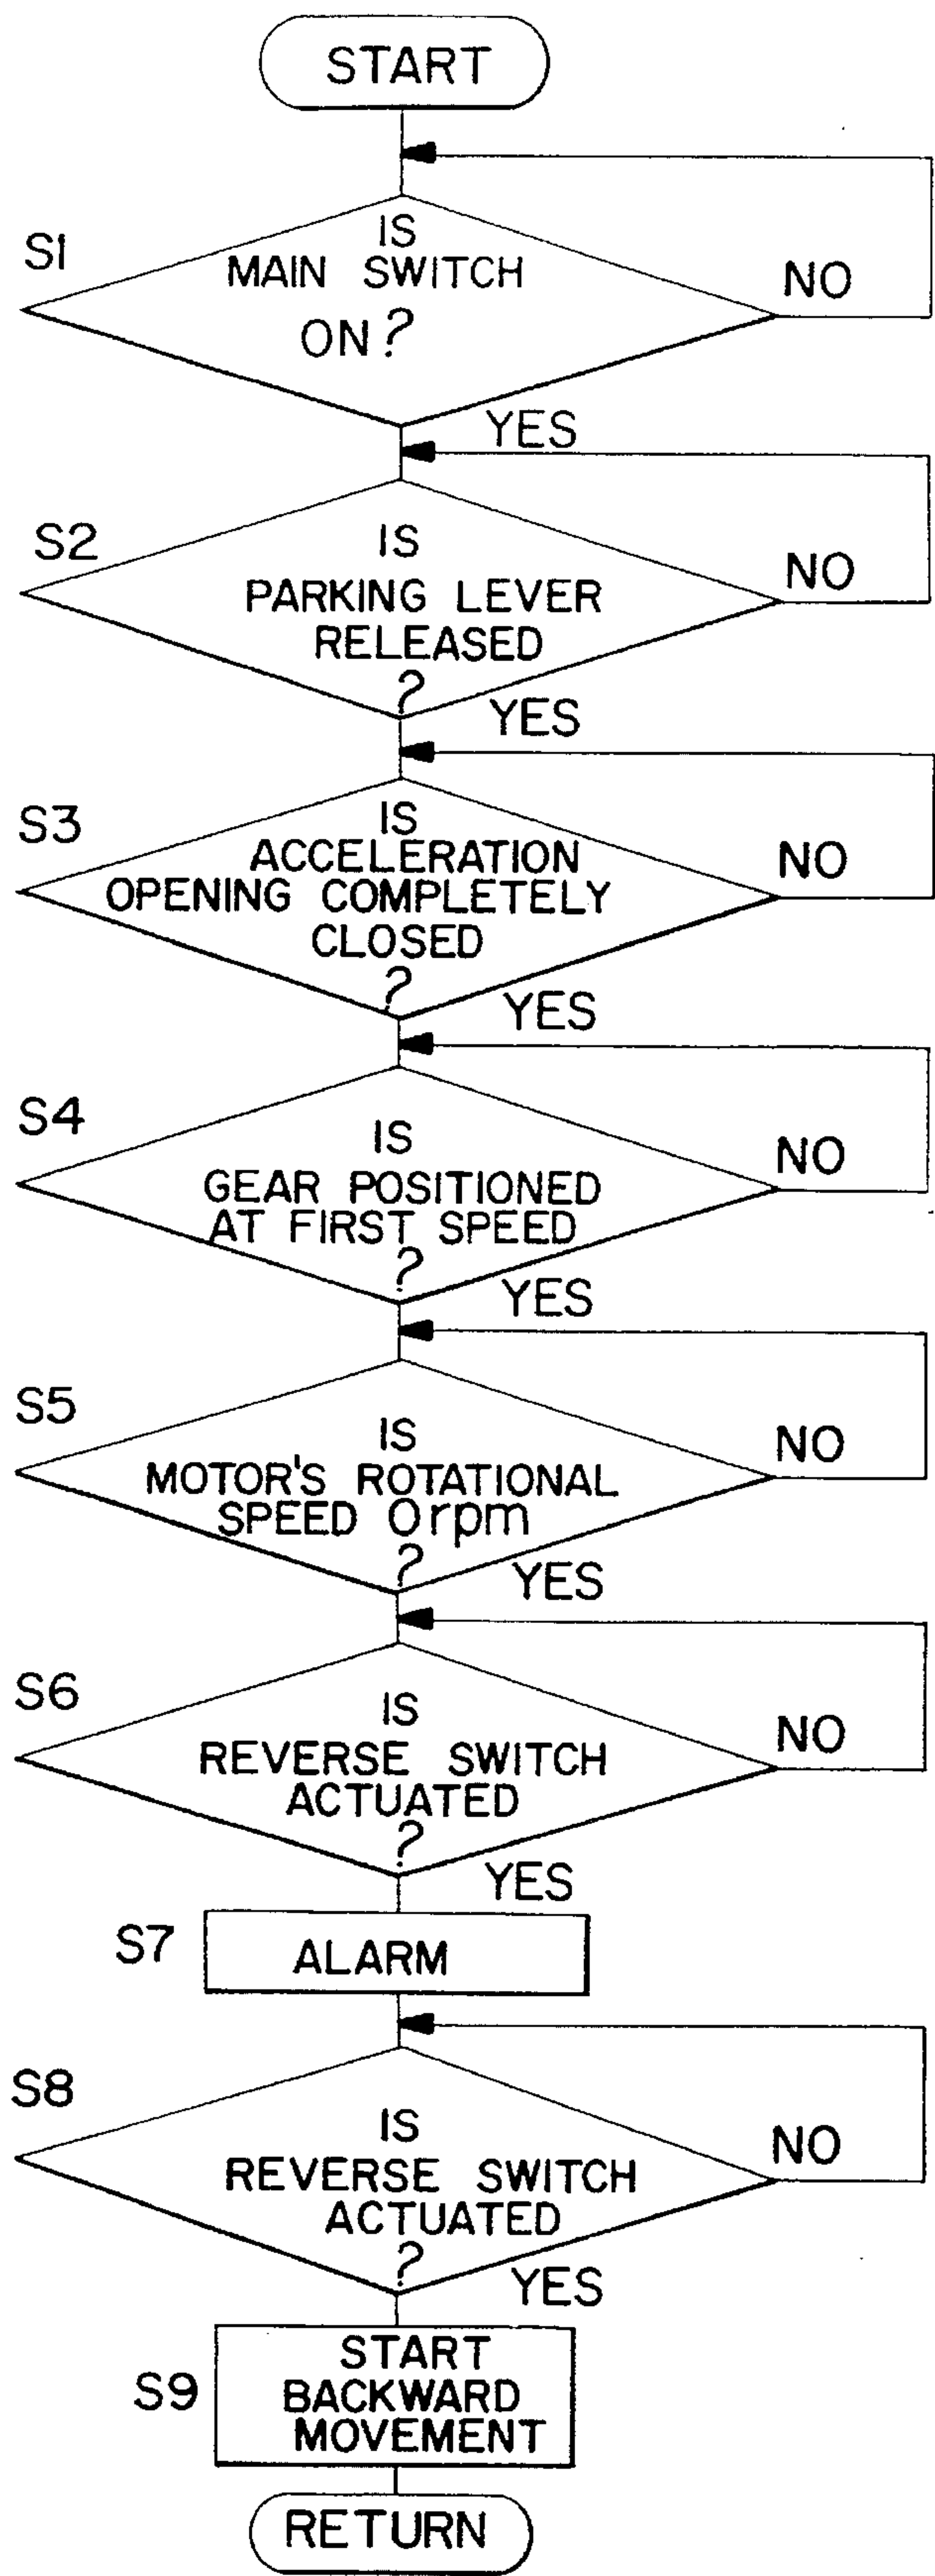 START
IS
S1
MAIN SWITCH
NO
ON?
YES
S2
IS
NO
PARKING LEVER
RELEASED
?
YES
S3
IS
ACCELERATION
NO
OPENING COMPLETELY
CLOSED
?
YES
S4
IS
NO
GEAR POSITIONED
AT FIRST SPEED
?
YES
S5
IS
NO
MOTOR'S ROTATIONAL
SPEED 0rpm
?
YES
S6
IS
NO
REVERSE SWITCH
ACTUATED
?
YES
S7
ALARM
S8
IS
NO
REVERSE SWITCH
ACTUATED
?
YES
START
S9
BACKWARD
MOVEMENT
RETURN